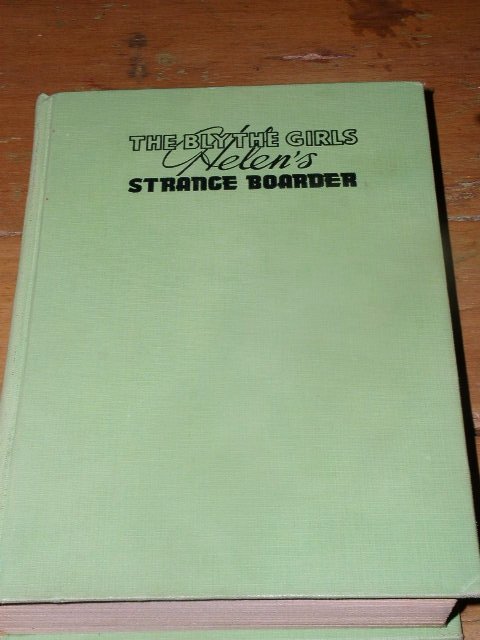 THE BLYTHE GIRLS
Helen's
STRANGE BOARDER